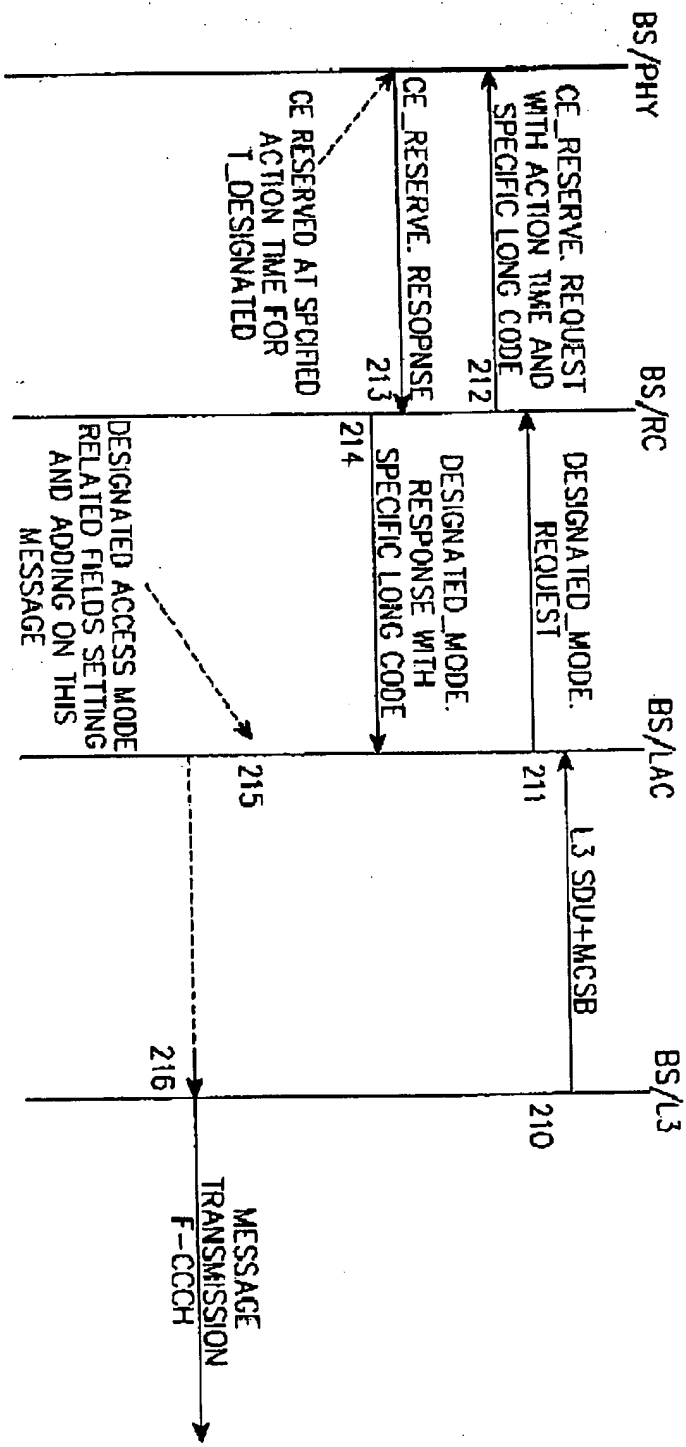 BS/PHY
BS/RC
BS/LAC
BS/L3
L3 SDU+MCSB
210
DESIGNATED_MODE.
REQUEST
211
CE_RESERVE. REQUEST
WITH ACTION TIME AND
SPECIFIC LONG CODE
212
CE_RESERVE. RESOPNSE
213
CE RESERVED AT SPCIFIED
ACTION TIME FOR
T_DESIGNATED
DESIGNATED_MODE.
RESPONSE WITH
SPECIFIC LONG CODE
214
DESIGNATED ACCESS MODE
RELATED FIELDS SETTING
AND ADDING ON THIS
MESSAGE
215
216
MESSAGE
TRANSMISSION
F-CCCH